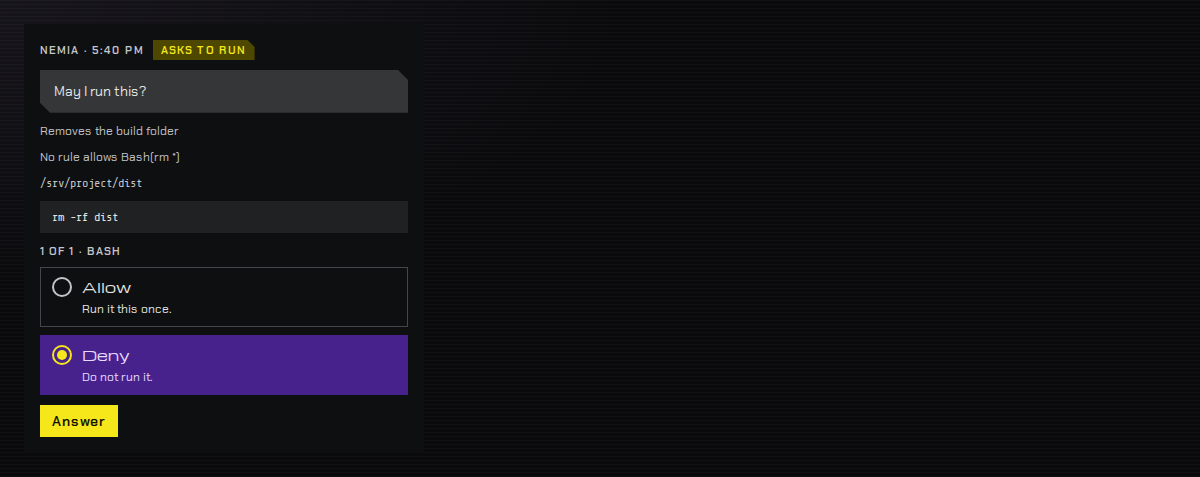 NEMIA · 5:40 PM ASKS TO RUN
May I run this?
Removes the build folder
No rule allows Bash(rm *)
/srv/project/dist
rm -rf dist
1 OF 1 · BASH
Allow
Run it this once.
Deny
Do not run it.
Answer